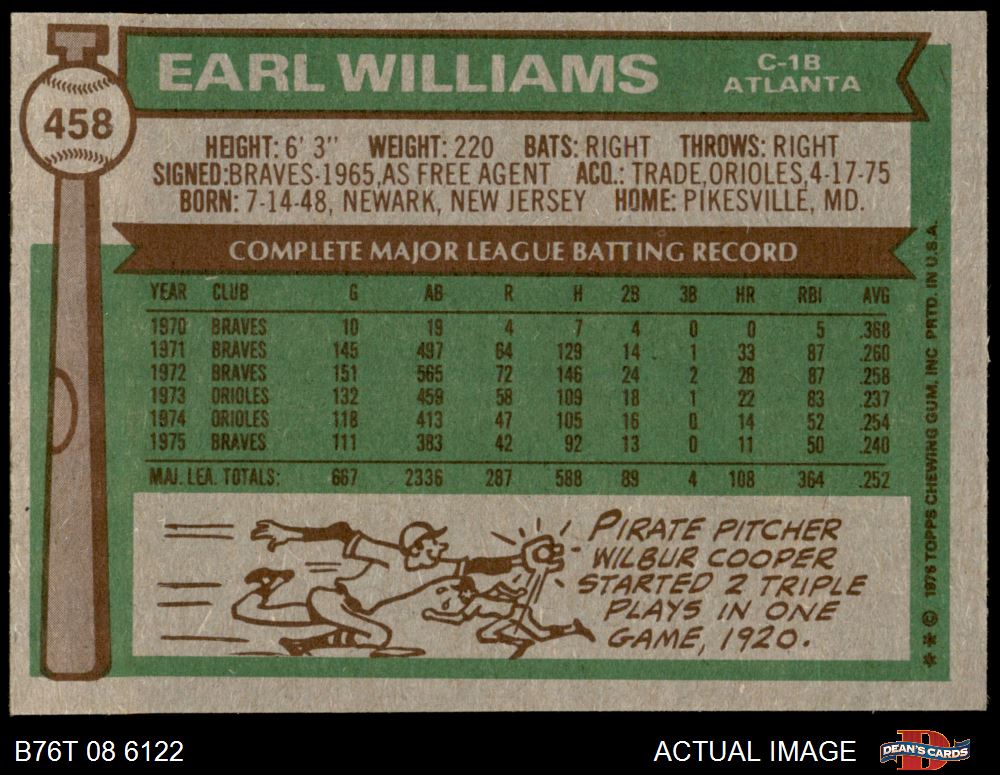 458
EARL WILLIAMS
C-1B
ATLANTA
HEIGHT: 6' 3" WEIGHT: 220 BATS: RIGHT THROWS: RIGHT
SIGNED:BRAVES-1965,AS FREE AGENT ACQ.: TRADE,ORIOLES,4-17-75
BORN: 7-14-48, NEWARK, NEW JERSEY HOME: PIKESVILLE, MD.
COMPLETE MAJOR LEAGUE BATTING RECORD
YEAR CLUB G AB R H 2B 3B HR RBI AVG
1970 BRAVES 10 19 4 7 4 0 0 5 .368
1971 BRAVES 145 497 64 129 14 1 33 87 .260
1972 BRAVES 151 565 72 146 24 2 28 87 .258
1973 ORIOLES 132 459 58 109 18 1 22 83 .237
1974 ORIOLES 118 413 47 105 16 0 14 52 .254
1975 BRAVES 111 383 42 92 13 0 11 50 .240
MAJ. LEA. TOTALS: 667 2336 287 588 89 4 108 364 .252
PIRATE PITCHER
WILBUR COOPER
STARTED 2 TRIPLE
PLAYS IN ONE
GAME, 1920.
* * © 1976 TOPPS CHEWING GUM, INC PRTD. IN U.S.A.
B76T 08 6122
ACTUAL IMAGE
DEAN'S CARDS